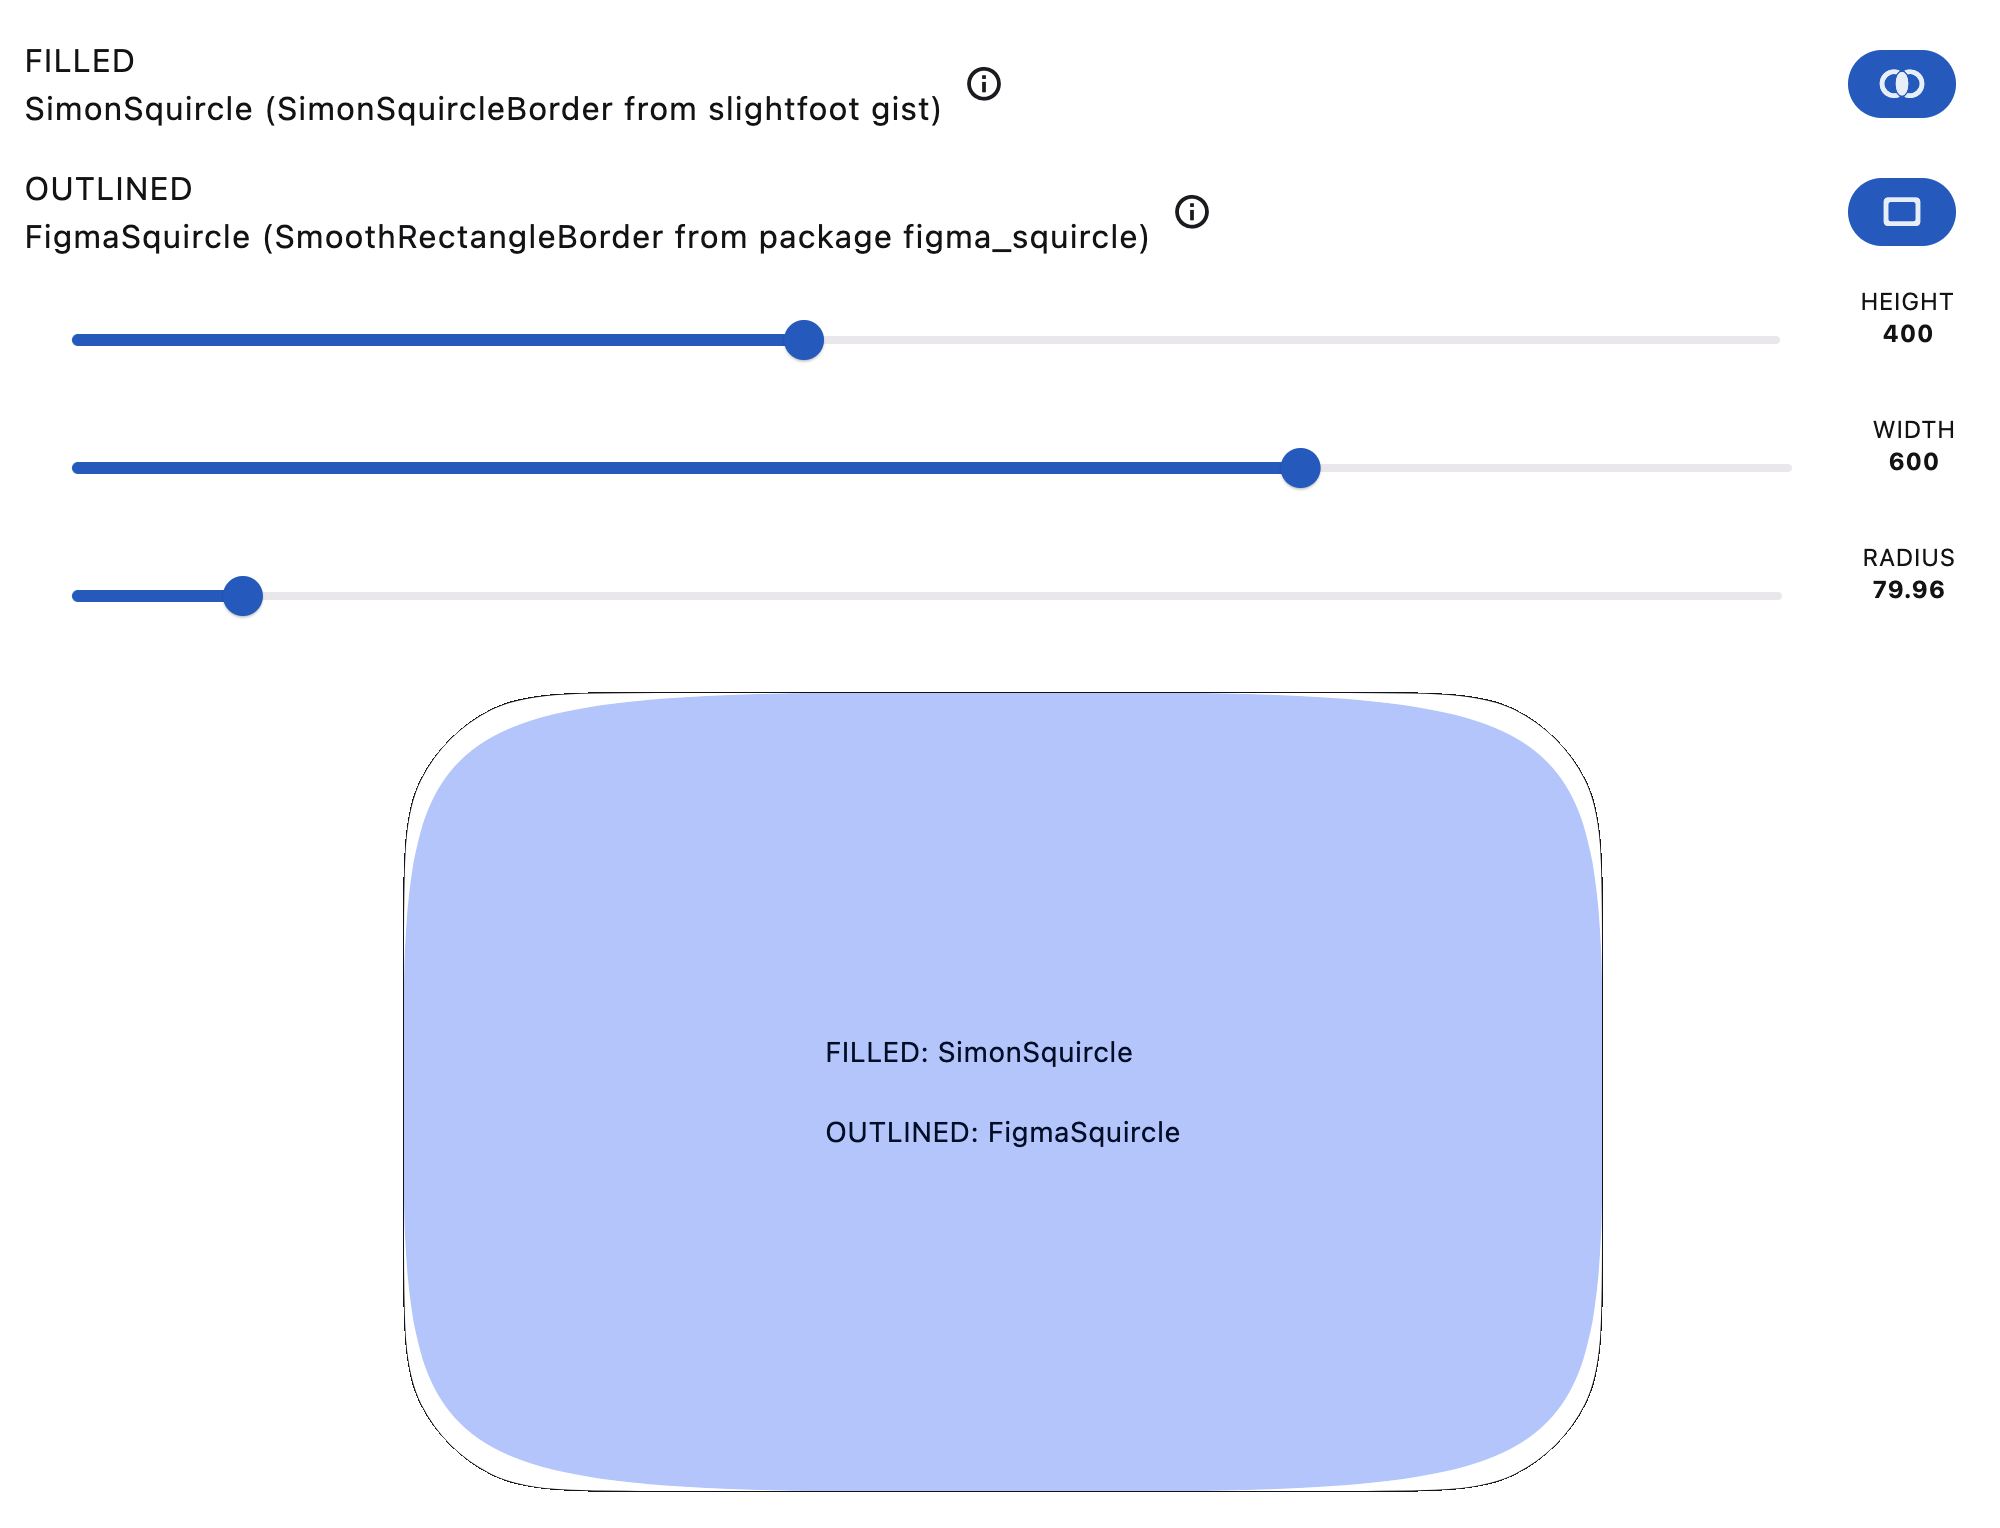 FILLED
SimonSquircle (SimonSquircleBorder from slightfoot gist)
OUTLINED
FigmaSquircle (SmoothRectangleBorder from package figma_squircle)
HEIGHT
400
WIDTH
600
RADIUS
79.96
FILLED: SimonSquircle
OUTLINED: FigmaSquircle